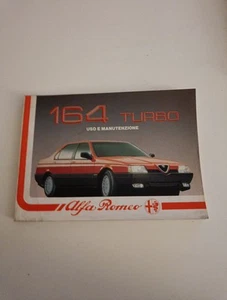 164 TURBO
USO E MANUTENZIONE
Alfa Romeo